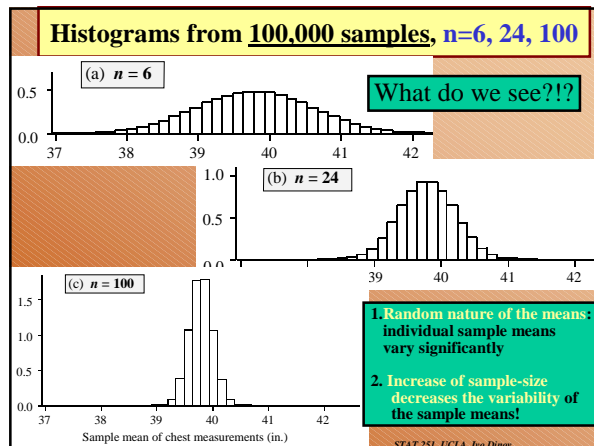 Histograms from 100,000 samples, n=6, 24, 100
(a) n = 6
What do we see?!?
0.5
0.0
37 38 39 40 41 42
(b) n = 24
1.0
0.5
0.0
39 40 41 42
(c) n = 100
1.5
1.0
0.5
0.0
37 38 39 40 41 42
Sample mean of chest measurements (in.)
1.Random nature of the means:
individual sample means
vary significantly
2. Increase of sample-size
decreases the variability of
the sample means!
STAT 251, UCLA, Ivo Dinov